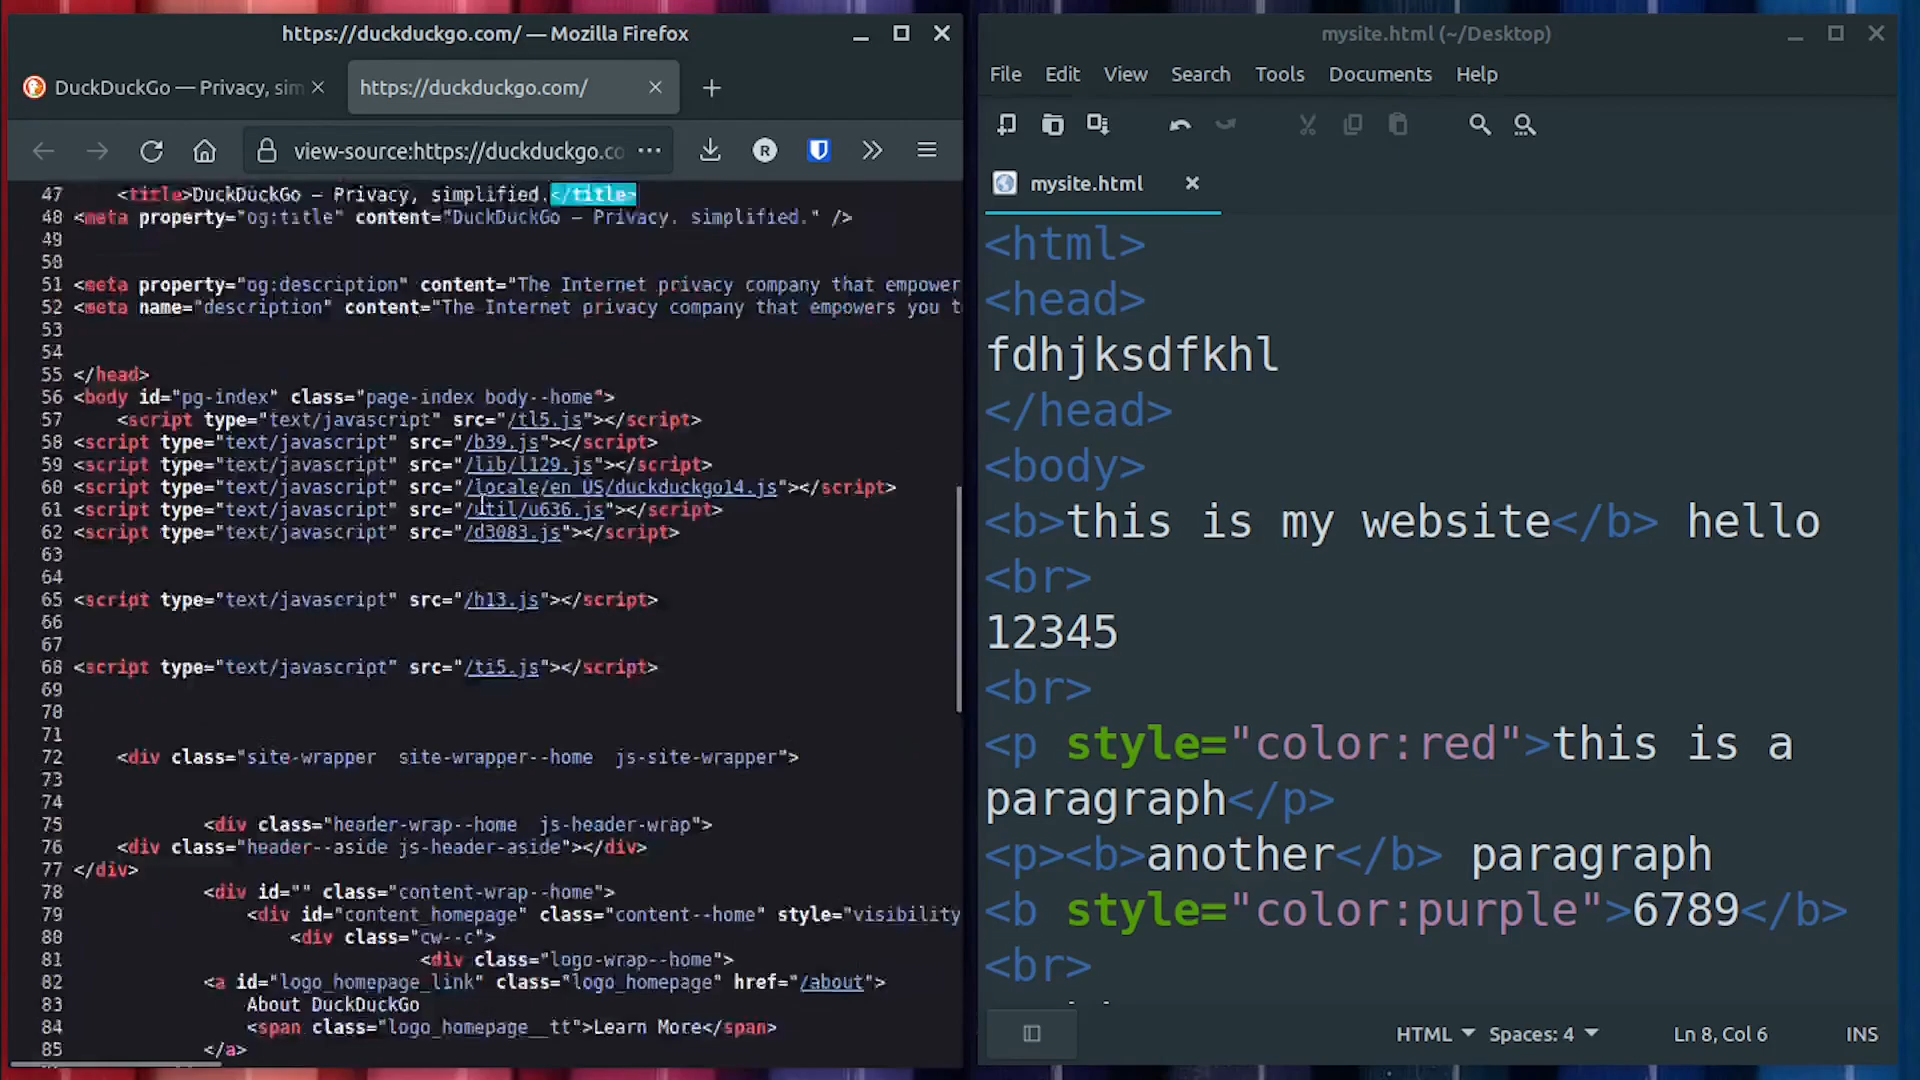 https://duckduckgo.com/ — Mozilla Firefox
DuckDuckGo — Privacy, sim
https://duckduckgo.com/
view-source:https://duckduckgo.co
47 <title>DuckDuckGo — Privacy, simplified.</title>
48 <meta property="og:title" content="DuckDuckGo — Privacy, simplified." />
49
50
51 <meta property="og:description" content="The Internet privacy company that empower
52 <meta name="description" content="The Internet privacy company that empowers you t
53
54
55 </head>
56 <body id="pg-index" class="page-index body--home">
57 <script type="text/javascript" src="/tl5.js"></script>
58 <script type="text/javascript" src="/b39.js"></script>
59 <script type="text/javascript" src="/lib/l129.js"></script>
60 <script type="text/javascript" src="/locale/en_US/duckduckgo14.js"></script>
61 <script type="text/javascript" src="/util/u636.js"></script>
62 <script type="text/javascript" src="/d3083.js"></script>
63
64
65 <script type="text/javascript" src="/h13.js"></script>
66
67
68 <script type="text/javascript" src="/ti5.js"></script>
69
70
71
72 <div class="site-wrapper  site-wrapper--home  js-site-wrapper">
73
74
75 <div class="header-wrap--home  js-header-wrap">
76 <div class="header--aside js-header-aside"></div>
77 </div>
78 <div id="" class="content-wrap--home">
79 <div id="content_homepage" class="content--home" style="visibility
80 <div class="cw--c">
81 <div class="logo-wrap--home">
82 <a id="logo_homepage_link" class="logo_homepage" href="/about">
83 About DuckDuckGo
84 <span class="logo_homepage__tt">Learn More</span>
85 </a>
mysite.html (~/Desktop)
File Edit View Search Tools Documents Help
mysite.html
<html>
<head>
fdhjksdfkhl
</head>
<body>
<b>this is my website</b> hello
<br>
12345
<br>
<p style="color:red">this is a
paragraph</p>
<p><b>another</b> paragraph
<b style="color:purple">6789</b>
<br>
HTML Spaces: 4 Ln 8, Col 6 INS